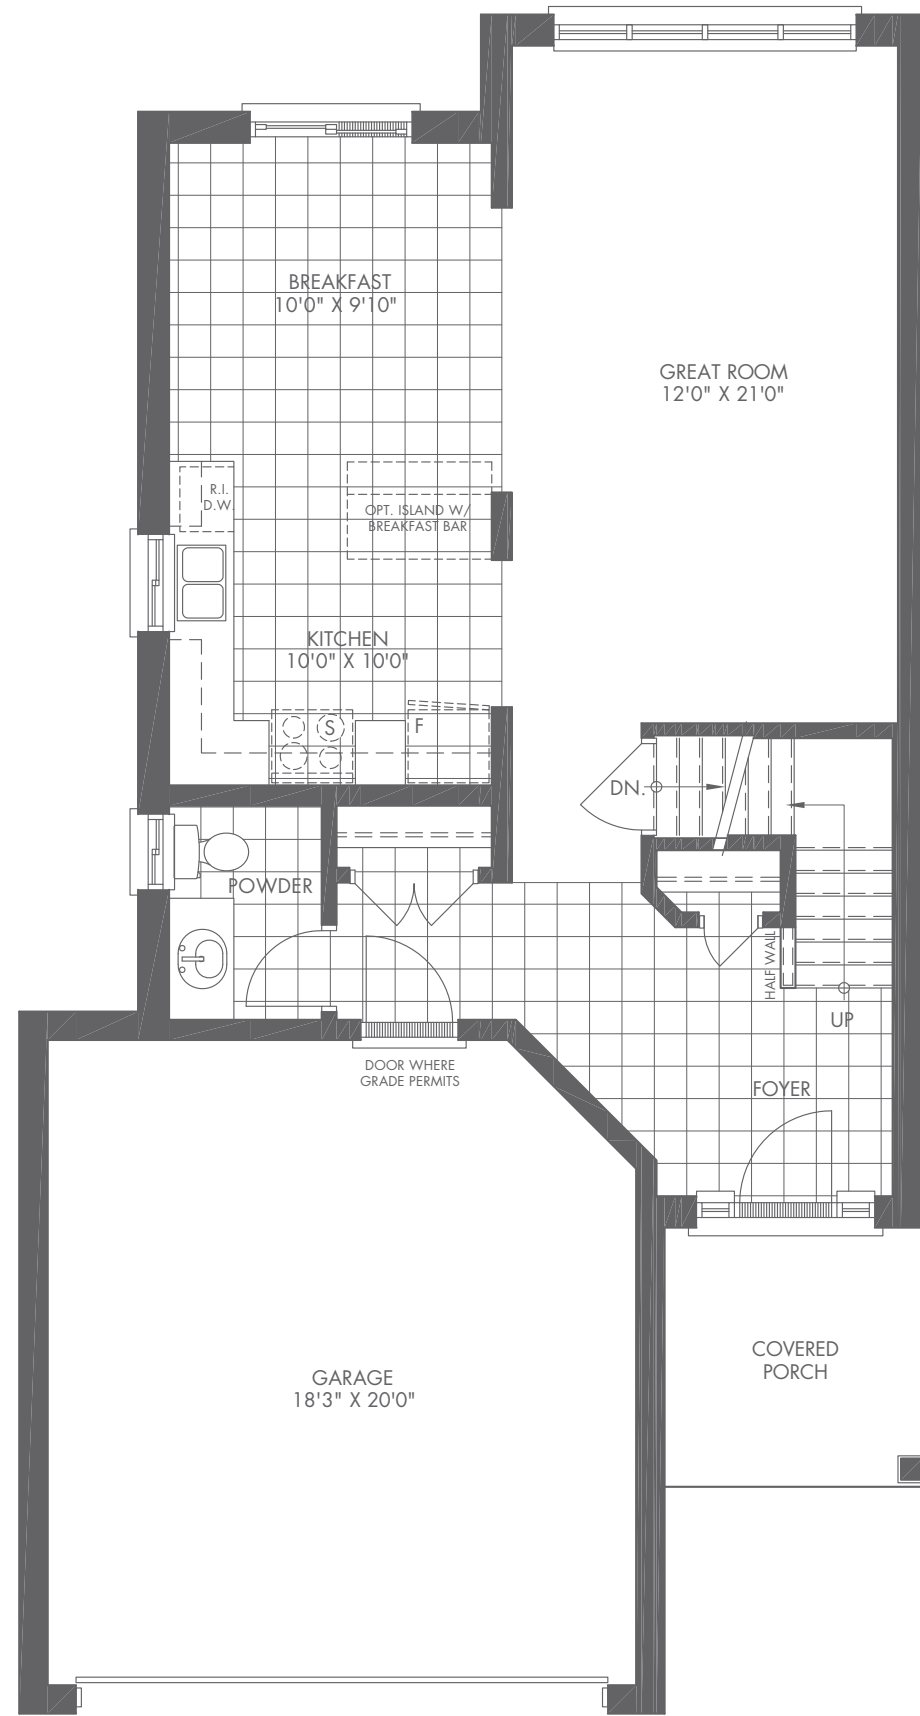 BREAKFAST
10'0" X 9'10"
GREAT ROOM
12'0" X 21'0"
R.I.
D.W.
OPT. ISLAND W/
BREAKFAST BAR
KITCHEN
10'0" X 10'0"
S
F
DN.
POWDER
HALF WALL
UP
DOOR WHERE
GRADE PERMITS
FOYER
COVERED
PORCH
GARAGE
18'3" X 20'0"